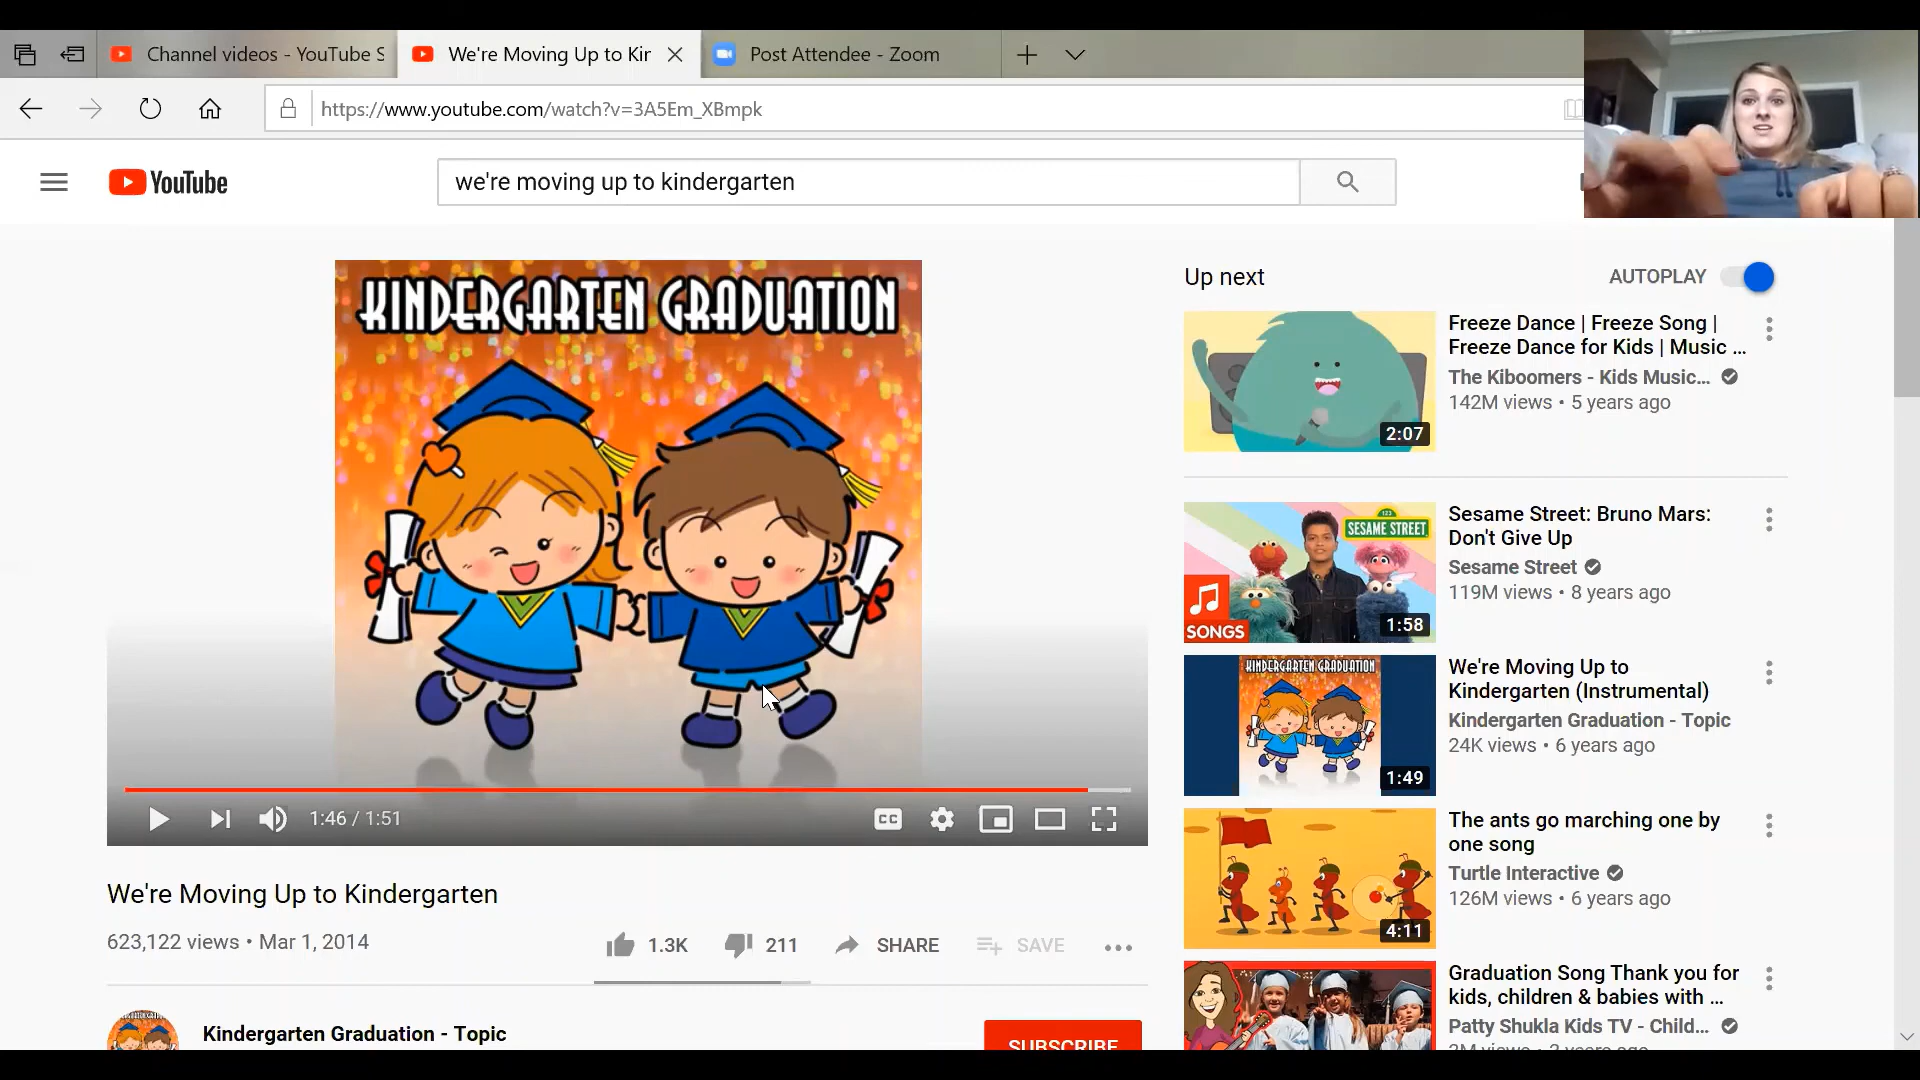 Channel videos - YouTube S
We're Moving Up to Kir
Post Attendee - Zoom
https://www.youtube.com/watch?v=3A5Em_XBmpk
YouTube
we're moving up to kindergarten
KINDERGARTEN GRADUATION
1:46 / 1:51
CC
We're Moving Up to Kindergarten
623,122 views • Mar 1, 2014
1.3K
211
SHARE
SAVE
Kindergarten Graduation - Topic
SUBSCRIBE
Up next
AUTOPLAY
2:07
Freeze Dance | Freeze Song |
Freeze Dance for Kids | Music ...
The Kiboomers - Kids Music...
142M views • 5 years ago
123
SESAME STREET
SONGS
1:58
Sesame Street: Bruno Mars:
Don't Give Up
Sesame Street
119M views • 8 years ago
KINDERGARTEN GRADUATION
1:49
We're Moving Up to
Kindergarten (Instrumental)
Kindergarten Graduation - Topic
24K views • 6 years ago
4:11
The ants go marching one by
one song
Turtle Interactive
126M views • 6 years ago
Graduation Song Thank you for
kids, children & babies with ...
Patty Shukla Kids TV - Child...